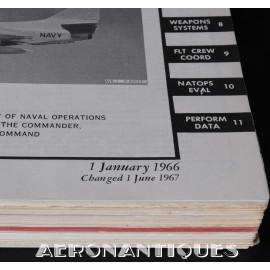 NAVY
WEAPONS
SYSTEMS 8
FLT CREW
COORD 9
NATOPS
EVAL 10
PERFORM
DATA 11
OF NAVAL OPERATIONS
THE COMMANDER,
COMMAND
1 January 1966
Changed 1 June 1967
AERONANTIQUES